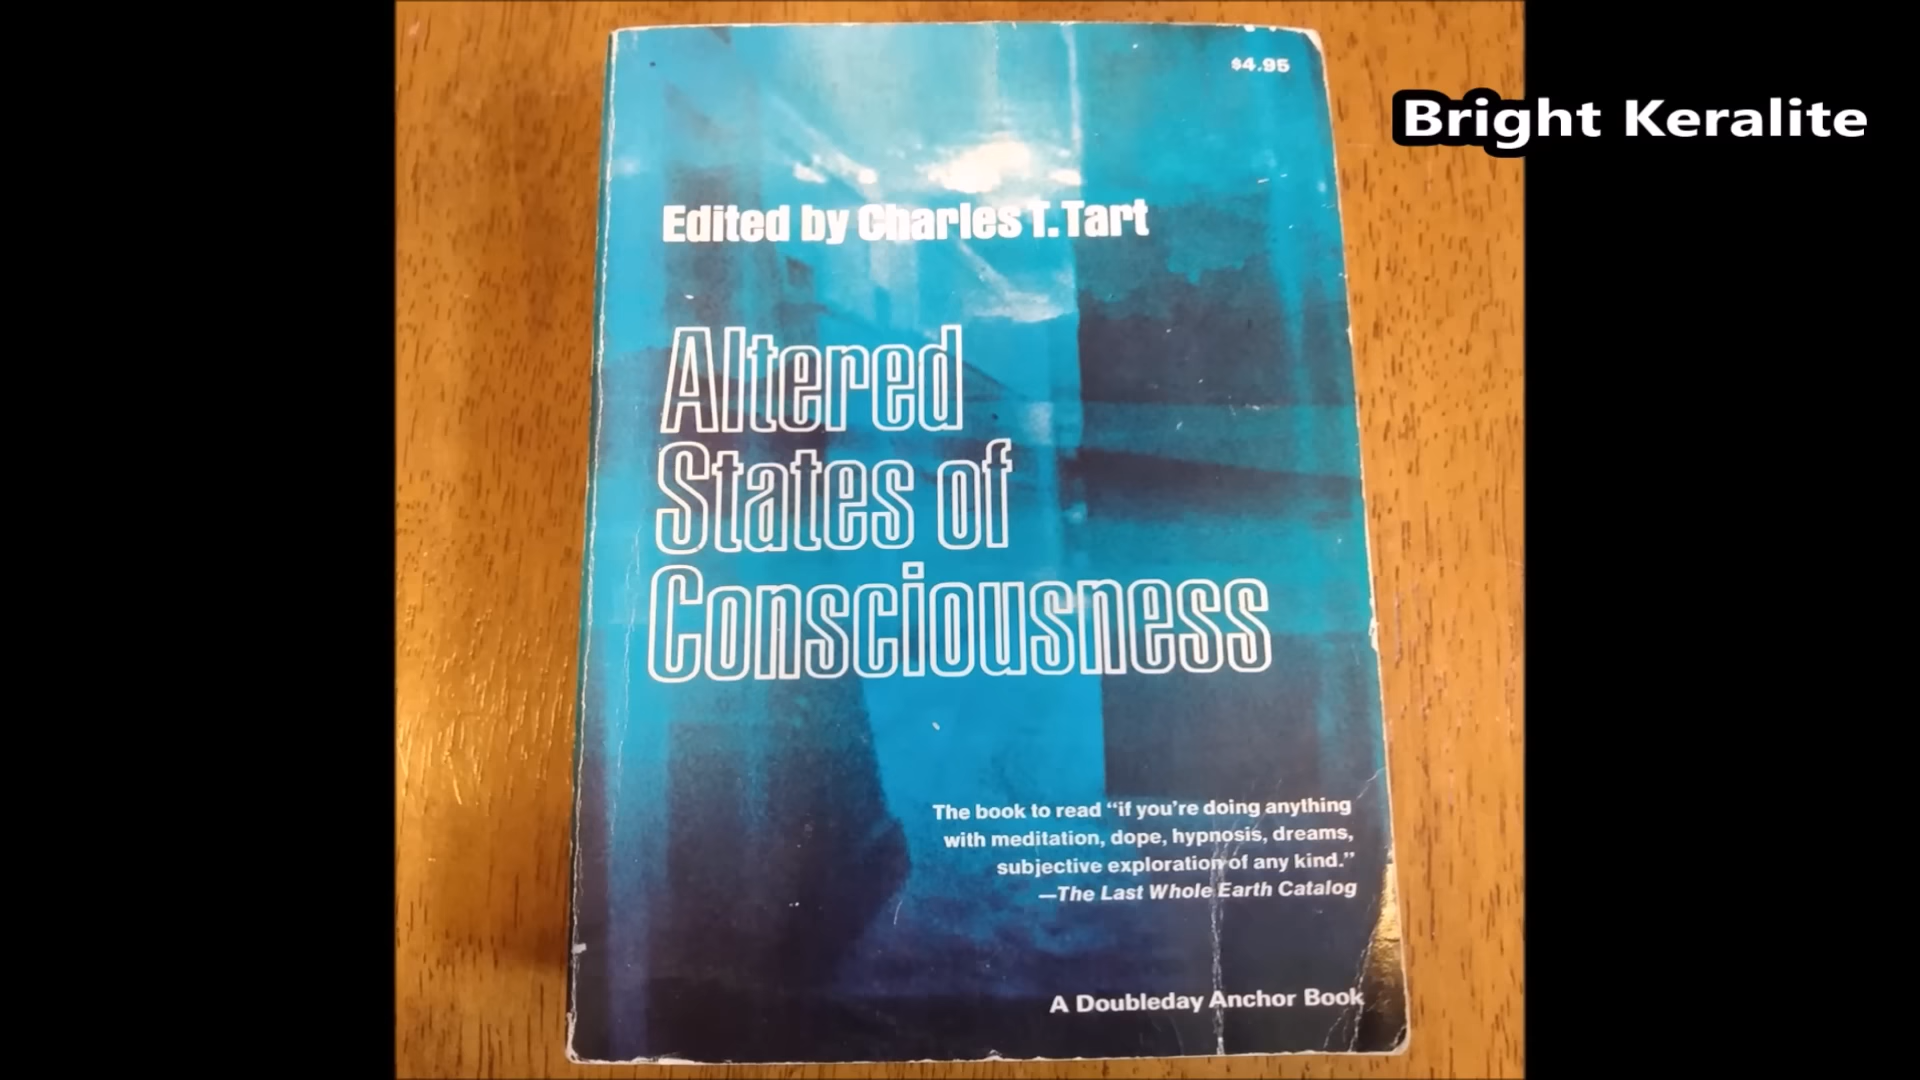 $4.95
Bright Keralite
Edited by Charles T. Tart
Altered
States of
Consciousness
The book to read “if you’re doing anything
with meditation, dope, hypnosis, dreams,
subjective exploration of any kind.”
—The Last Whole Earth Catalog
A Doubleday Anchor Book